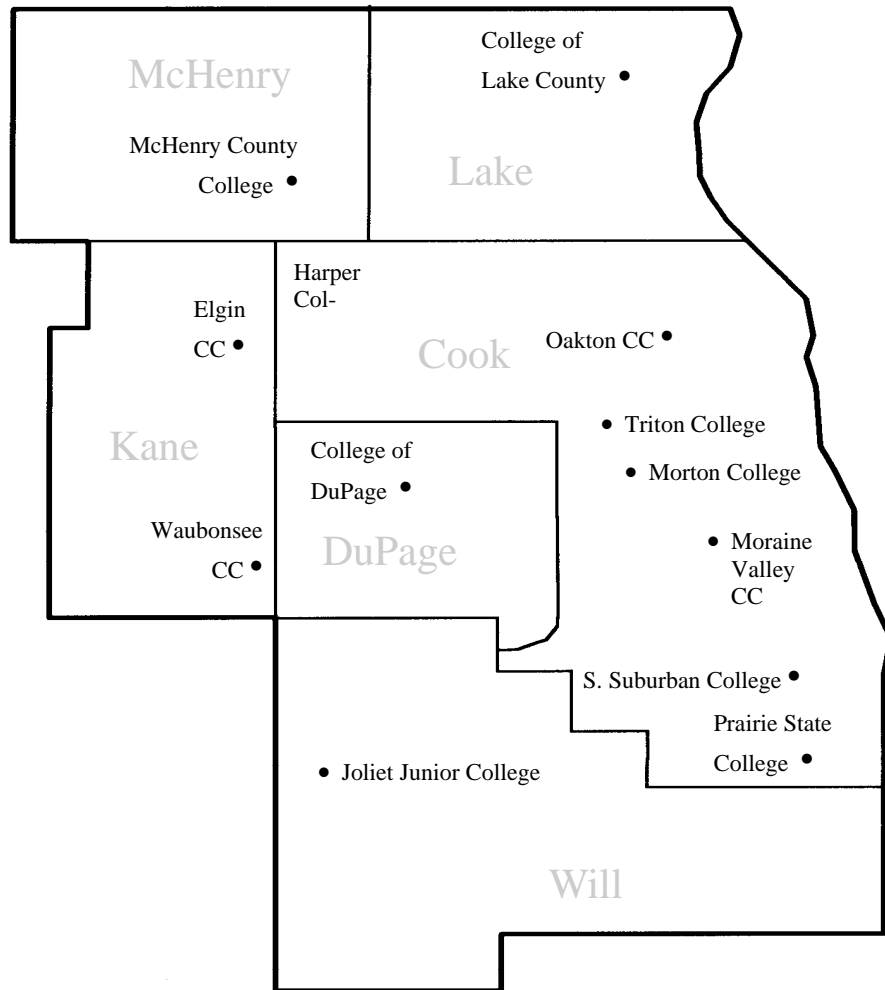 College of
Lake County
McHenry
McHenry County
College
Lake
Harper
Col-
Elgin
CC
Oakton CC
Cook
Triton College
Kane
College of
DuPage
Morton College
Waubonsee
CC
DuPage
Moraine
Valley
CC
S. Suburban College
Prairie State
College
Joliet Junior College
Will